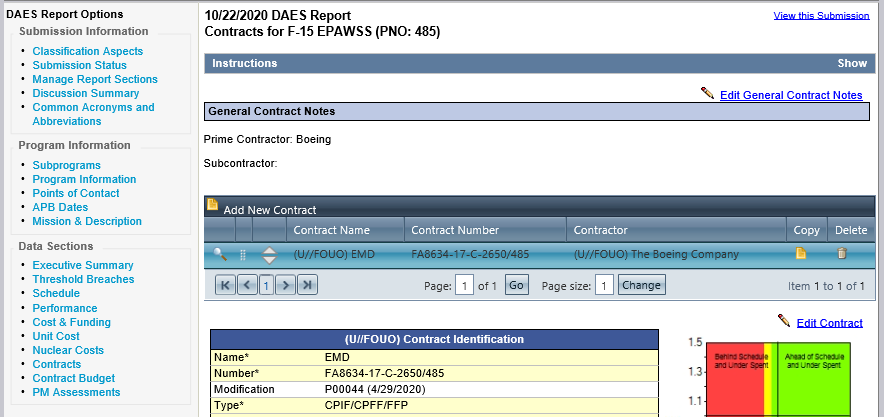 DAES Report Options
Submission Information
Classification Aspects
Submission Status
Manage Report Sections
Discussion Summary
Common Acronyms and
Abbreviations
Program Information
Subprograms
Program Information
Points of Contact
APB Dates
Mission & Description
Data Sections
Executive Summary
Threshold Breaches
Schedule
Performance
Cost & Funding
Unit Cost
Nuclear Costs
Contracts
Contract Budget
PM Assessments
10/22/2020 DAES Report
View this Submission
Contracts for F-15 EPAWSS (PNO: 485)
Instructions Show
Edit General Contract Notes
General Contract Notes
Prime Contractor: Boeing
Subcontractor:
Add New Contract
Contract Name Contract Number Contractor Copy Delete
(U//FOUO) EMD FA8634-17-C-2650/485 (U//FOUO) The Boeing Company
1 Page: 1 of 1 Go Page size: 1 Change Item 1 to 1 of 1
Edit Contract
(U//FOUO) Contract Identification
Name* EMD
Number* FA8634-17-C-2650/485
Modification P00044 (4/29/2020)
Type* CPIF/CPFF/FFP
1.5
1.3
1.1
Behind Schedule
and Under Spent
Ahead of Schedule
and Under Spent